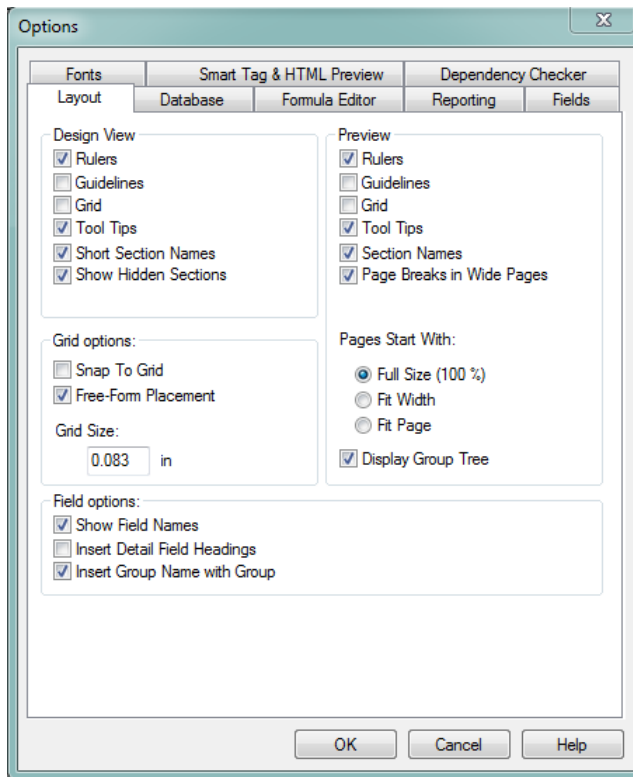 Options
Fonts
Smart Tag & HTML Preview
Dependency Checker
Layout
Database
Formula Editor
Reporting
Fields
Design View
Rulers
Guidelines
Grid
Tool Tips
Short Section Names
Show Hidden Sections
Preview
Rulers
Guidelines
Grid
Tool Tips
Section Names
Page Breaks in Wide Pages
Grid options:
Snap To Grid
Free-Form Placement
Grid Size:
0.083 in
Pages Start With:
Full Size (100 %)
Fit Width
Fit Page
Display Group Tree
Field options:
Show Field Names
Insert Detail Field Headings
Insert Group Name with Group
OK
Cancel
Help